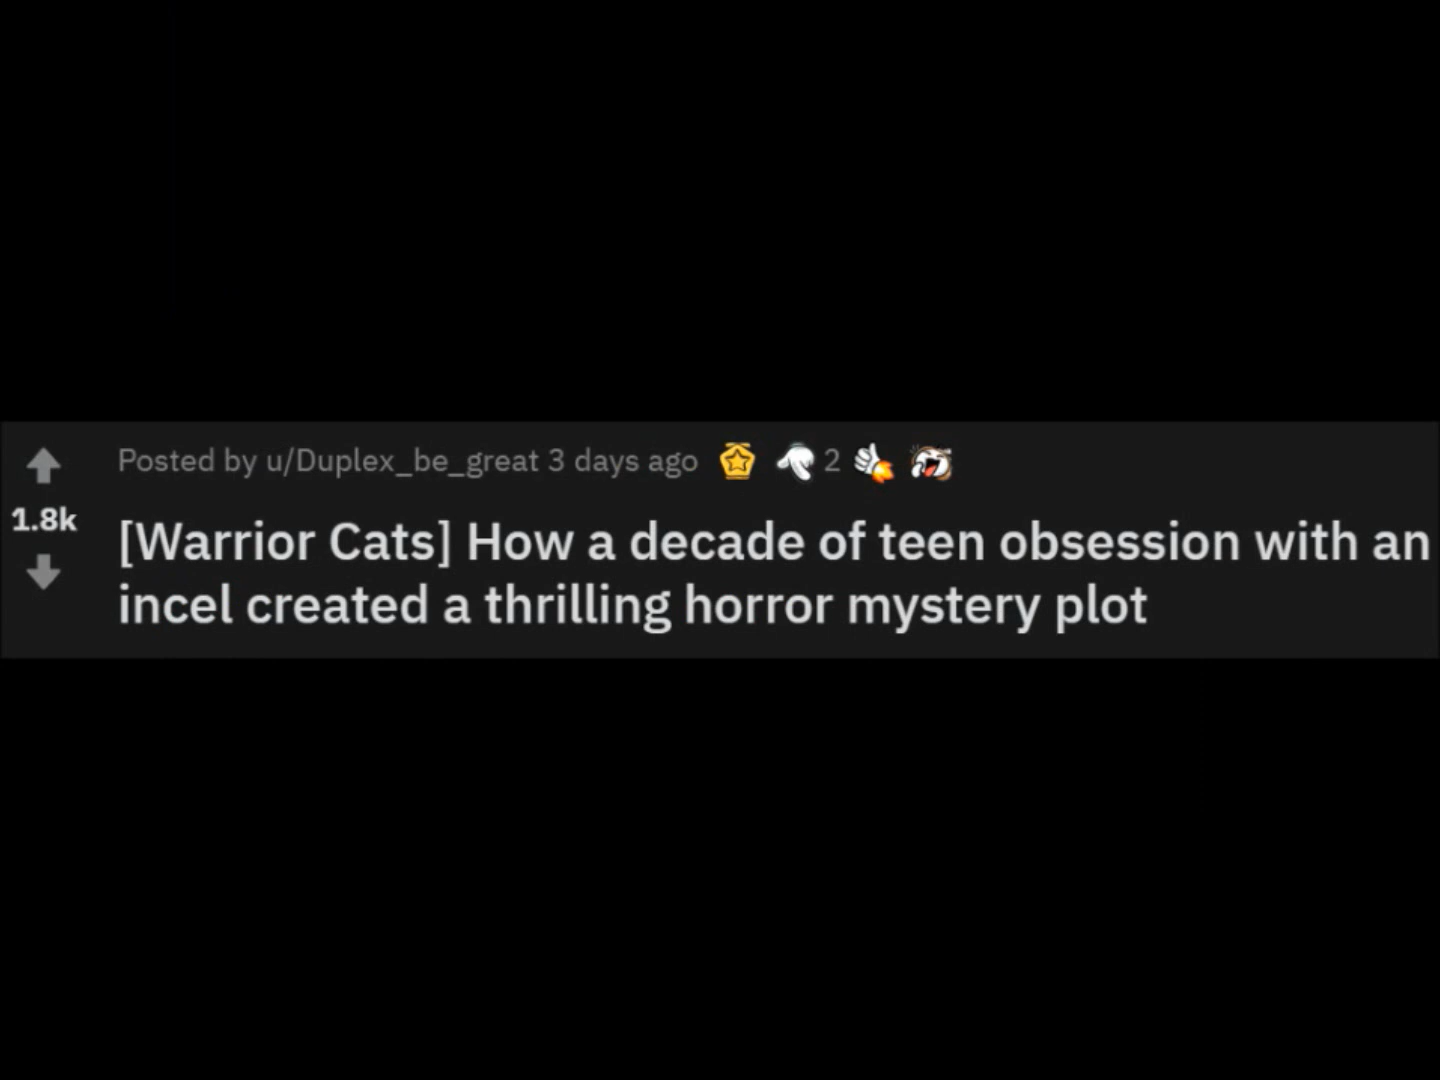 Posted by u/Duplex_be_great 3 days ago 2
1.8k
[Warrior Cats] How a decade of teen obsession with an
incel created a thrilling horror mystery plot